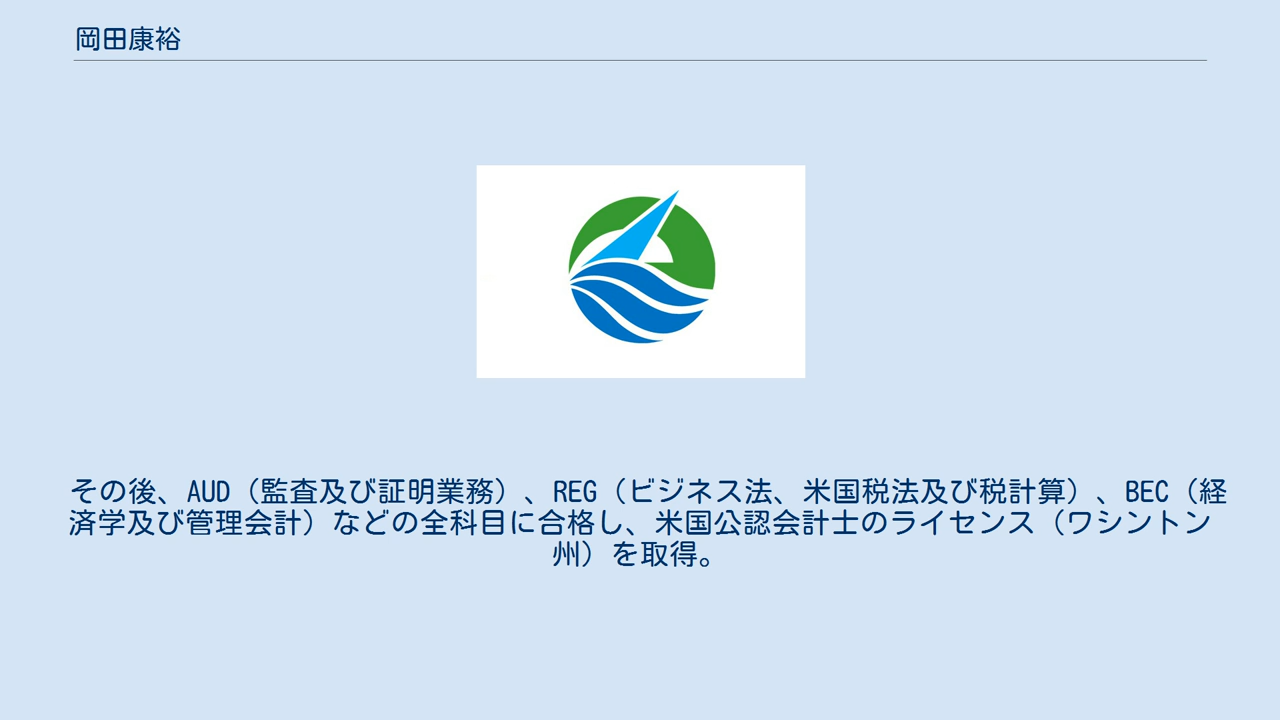 岡田康裕
その後、AUD（監査及び証明業務）、REG（ビジネス法、米国税法及び税計算）、BEC（経
済学及び管理会計）などの全科目に合格し、米国公認会計士のライセンス（ワシントン
州）を取得。